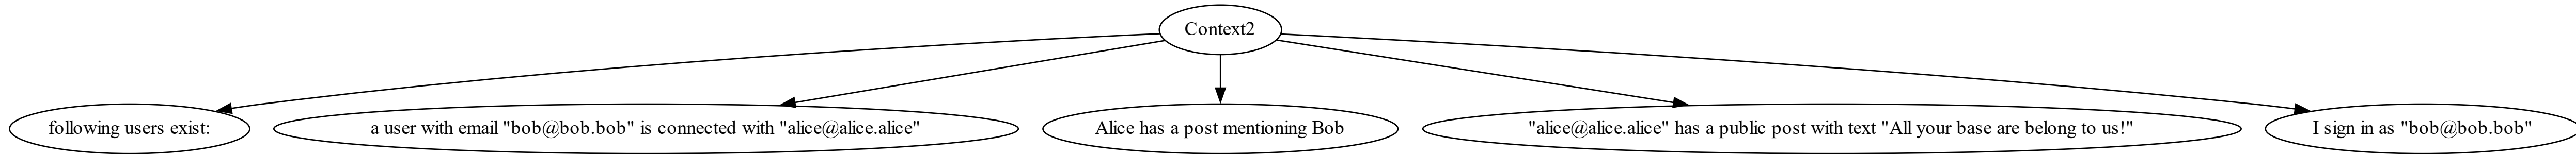 Context2
following users exist:
a user with email "bob@bob.bob" is connected with "alice@alice.alice"
Alice has a post mentioning Bob
"alice@alice.alice" has a public post with text "All your base are belong to us!"
I sign in as "bob@bob.bob"